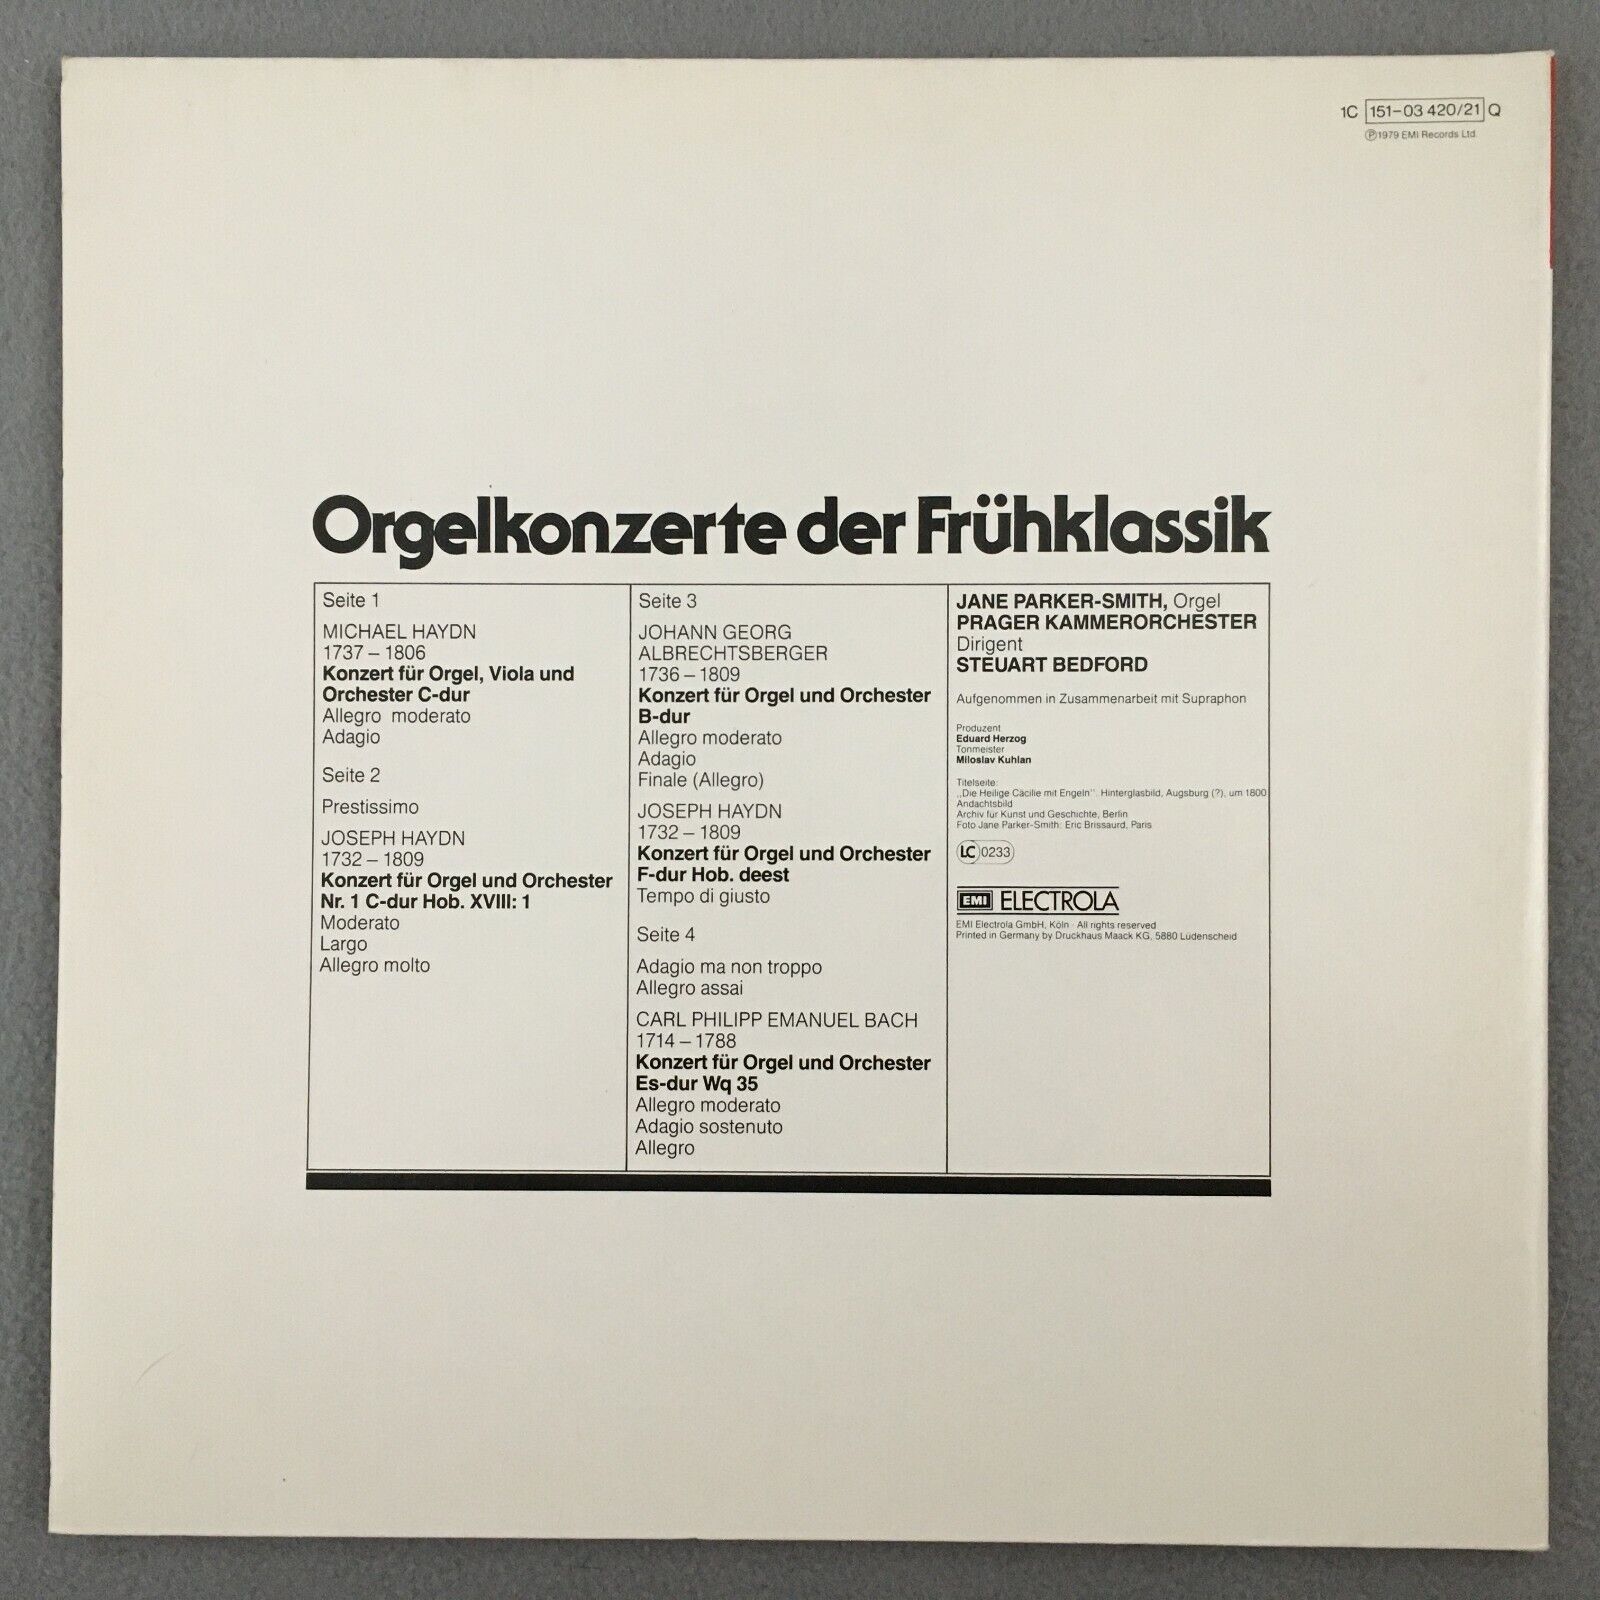 1C 151-03 420/21 Q
Ⓟ1979 EMI Records Ltd.
Orgelkonzerte der Frühklassik
Seite 1
MICHAEL HAYDN
1737 – 1806
Konzert für Orgel, Viola und
Orchester C-dur
Allegro moderato
Adagio
Seite 2
Prestissimo
JOSEPH HAYDN
1732 – 1809
Konzert für Orgel und Orchester
Nr. 1 C-dur Hob. XVIII: 1
Moderato
Largo
Allegro molto
Seite 3
JOHANN GEORG
ALBRECHTSBERGER
1736 – 1809
Konzert für Orgel und Orchester
B-dur
Allegro moderato
Adagio
Finale (Allegro)
JOSEPH HAYDN
1732 – 1809
Konzert für Orgel und Orchester
F-dur Hob. deest
Tempo di giusto
Seite 4
Adagio ma non troppo
Allegro assai
CARL PHILIPP EMANUEL BACH
1714 – 1788
Konzert für Orgel und Orchester
Es-dur Wq 35
Allegro moderato
Adagio sostenuto
Allegro
JANE PARKER-SMITH, Orgel
PRAGER KAMMERORCHESTER
Dirigent
STEUART BEDFORD
Aufgenommen in Zusammenarbeit mit Supraphon
Produzent
Eduard Herzog
Tonmeister
Miloslav Kuhlan
Titelseite:
„Die Heilige Cäcilie mit Engeln". Hinterglasbild, Augsburg (?), um 1800
Andachtsbild
Archiv für Kunst und Geschichte, Berlin
Foto Jane Parker-Smith: Eric Brissaurd, Paris
LC 0233
EMI ELECTROLA
EMI Electrola GmbH, Köln · All rights reserved
Printed in Germany by Druckhaus Maack KG, 5880 Lüdenscheid